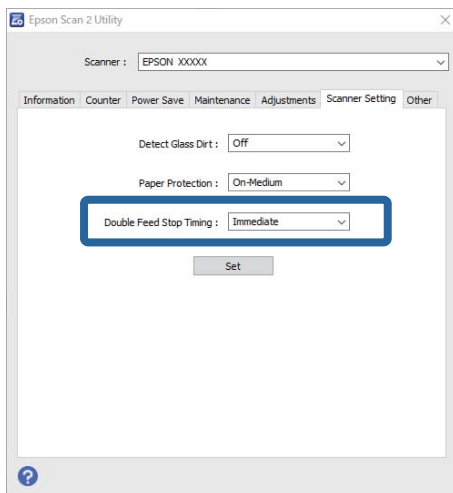 Epson Scan 2 Utility
Scanner : EPSON XXXXX
Information Counter Power Save Maintenance Adjustments Scanner Setting Other
Detect Glass Dirt : Off
Paper Protection : On-Medium
Double Feed Stop Timing : Immediate
Set
?